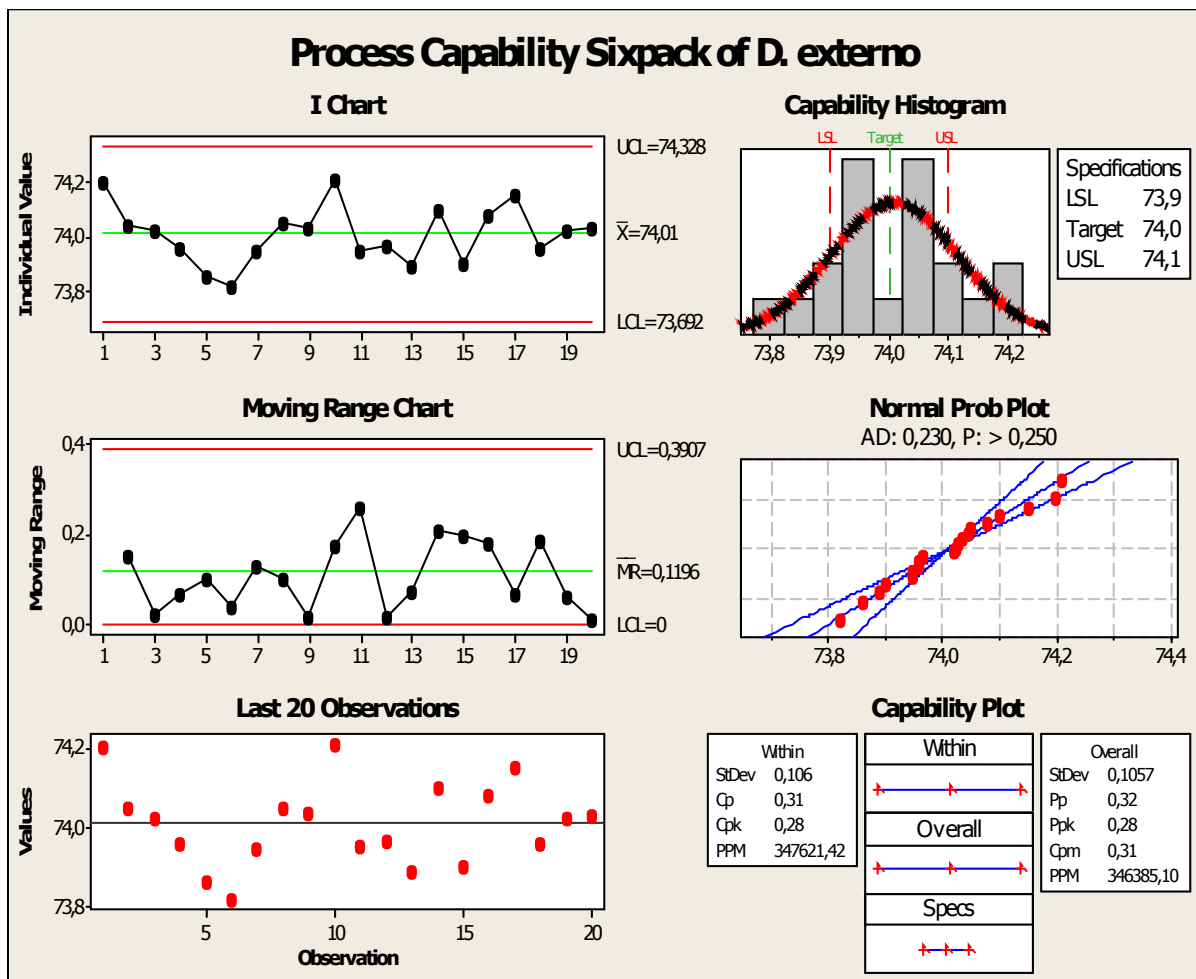 Process Capability Sixpack of D. externo
I Chart
Individual Value
74,2
74,0
73,8
UCL=74,328
X=74,01
LCL=73,692
1 3 5 7 9 11 13 15 17 19
Capability Histogram
LSL Target USL
73,8 73,9 74,0 74,1 74,2
Specifications
LSL 73,9
Target 74,0
USL 74,1
Moving Range Chart
Moving Range
0,4
0,2
0,0
UCL=0,3907
MR=0,1196
LCL=0
1 3 5 7 9 11 13 15 17 19
Normal Prob Plot
AD: 0,230, P: > 0,250
73,8 74,0 74,2 74,4
Last 20 Observations
Values
74,2
74,0
73,8
5 10 15 20
Observation
Capability Plot
Within
StDev 0,106
Cp 0,31
Cpk 0,28
PPM 347621,42
Within
Overall
Specs
Overall
StDev 0,1057
Pp 0,32
Ppk 0,28
Cpm 0,31
PPM 346385,10